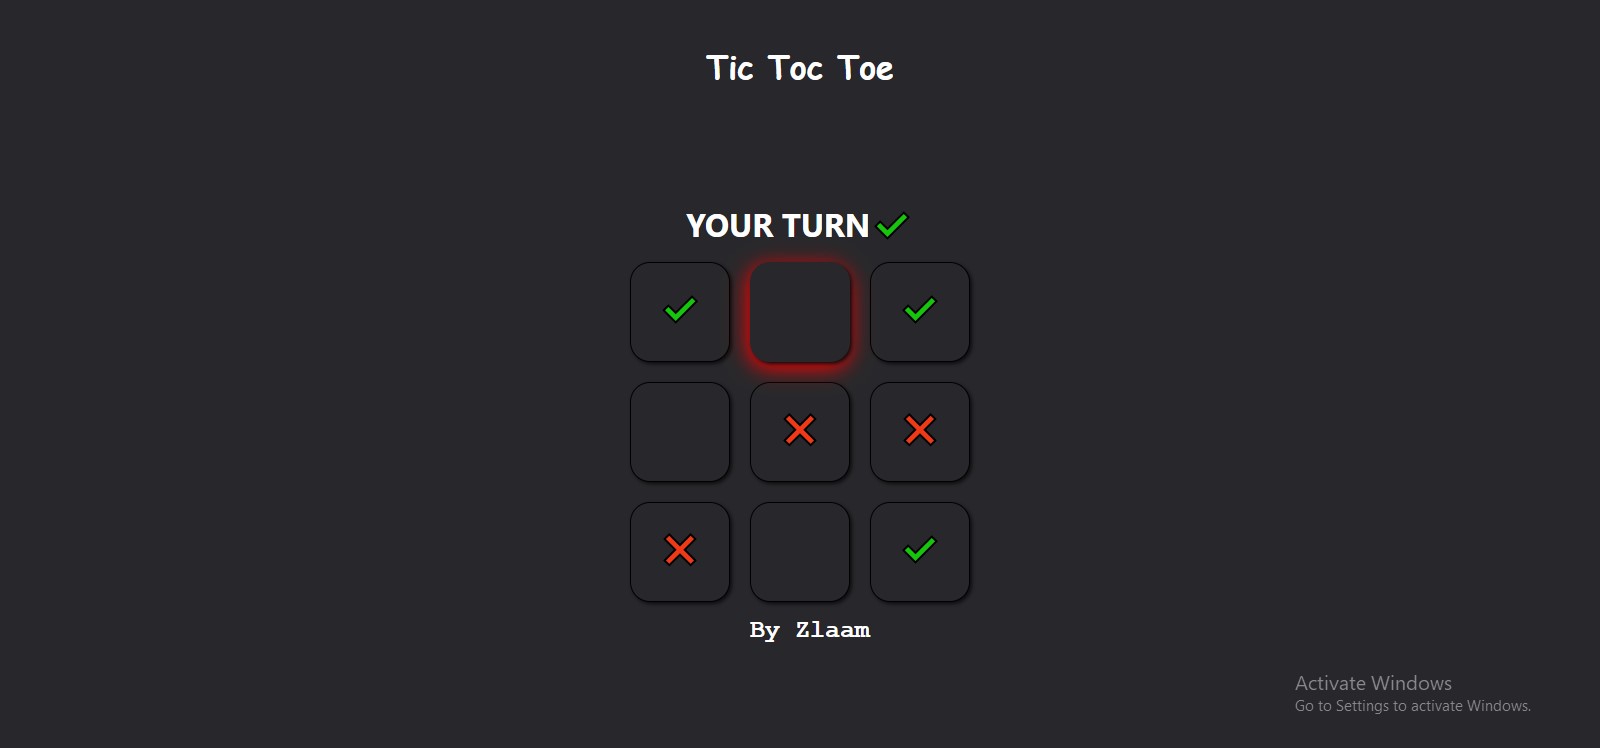 Tic Toc Toe
YOUR TURN
By Zlaam
Activate Windows
Go to Settings to activate Windows.